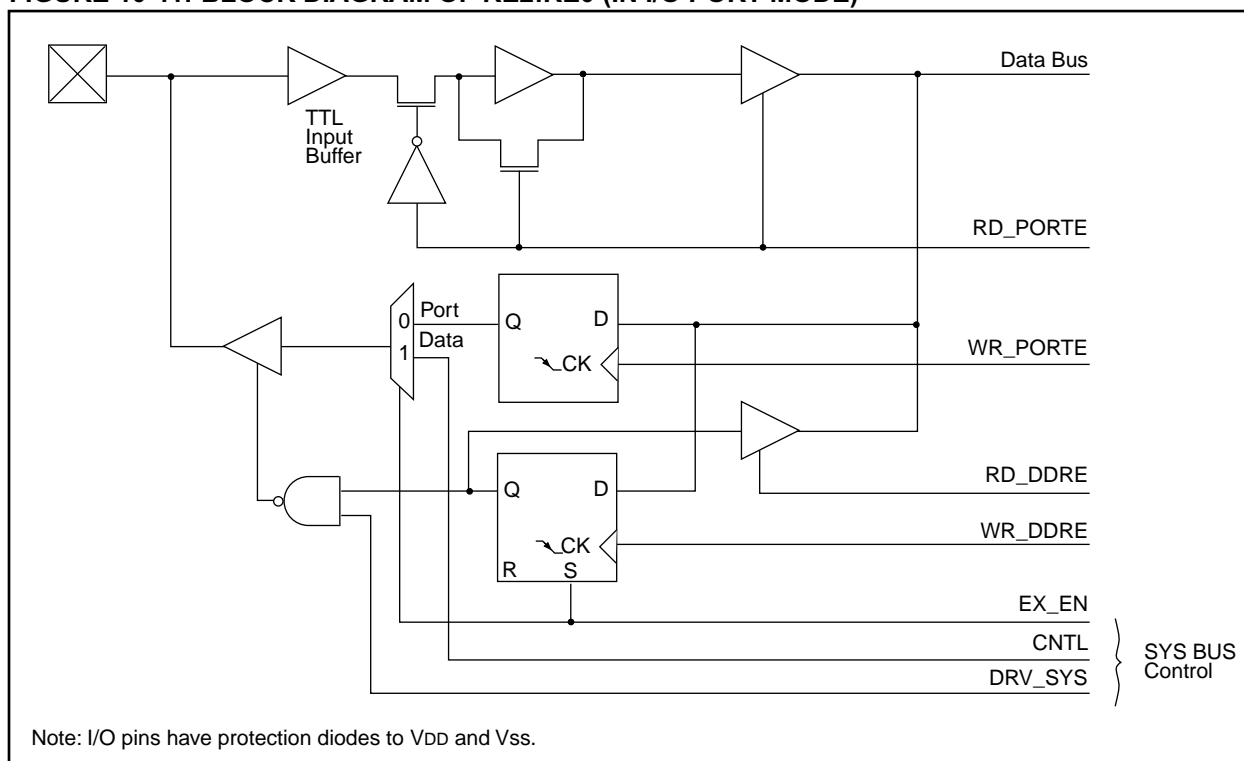 FIGURE 10-11: BLOCK DIAGRAM OF RE2:RE0 (IN I/O PORT MODE)
Data Bus
TTL
Input
Buffer
RD_PORTE
Port
0
Data
1
Q
D
CK
WR_PORTE
RD_DDRE
Q
D
CK
R
S
WR_DDRE
EX_EN
CNTL
DRV_SYS
SYS BUS
Control
Note: I/O pins have protection diodes to VDD and Vss.